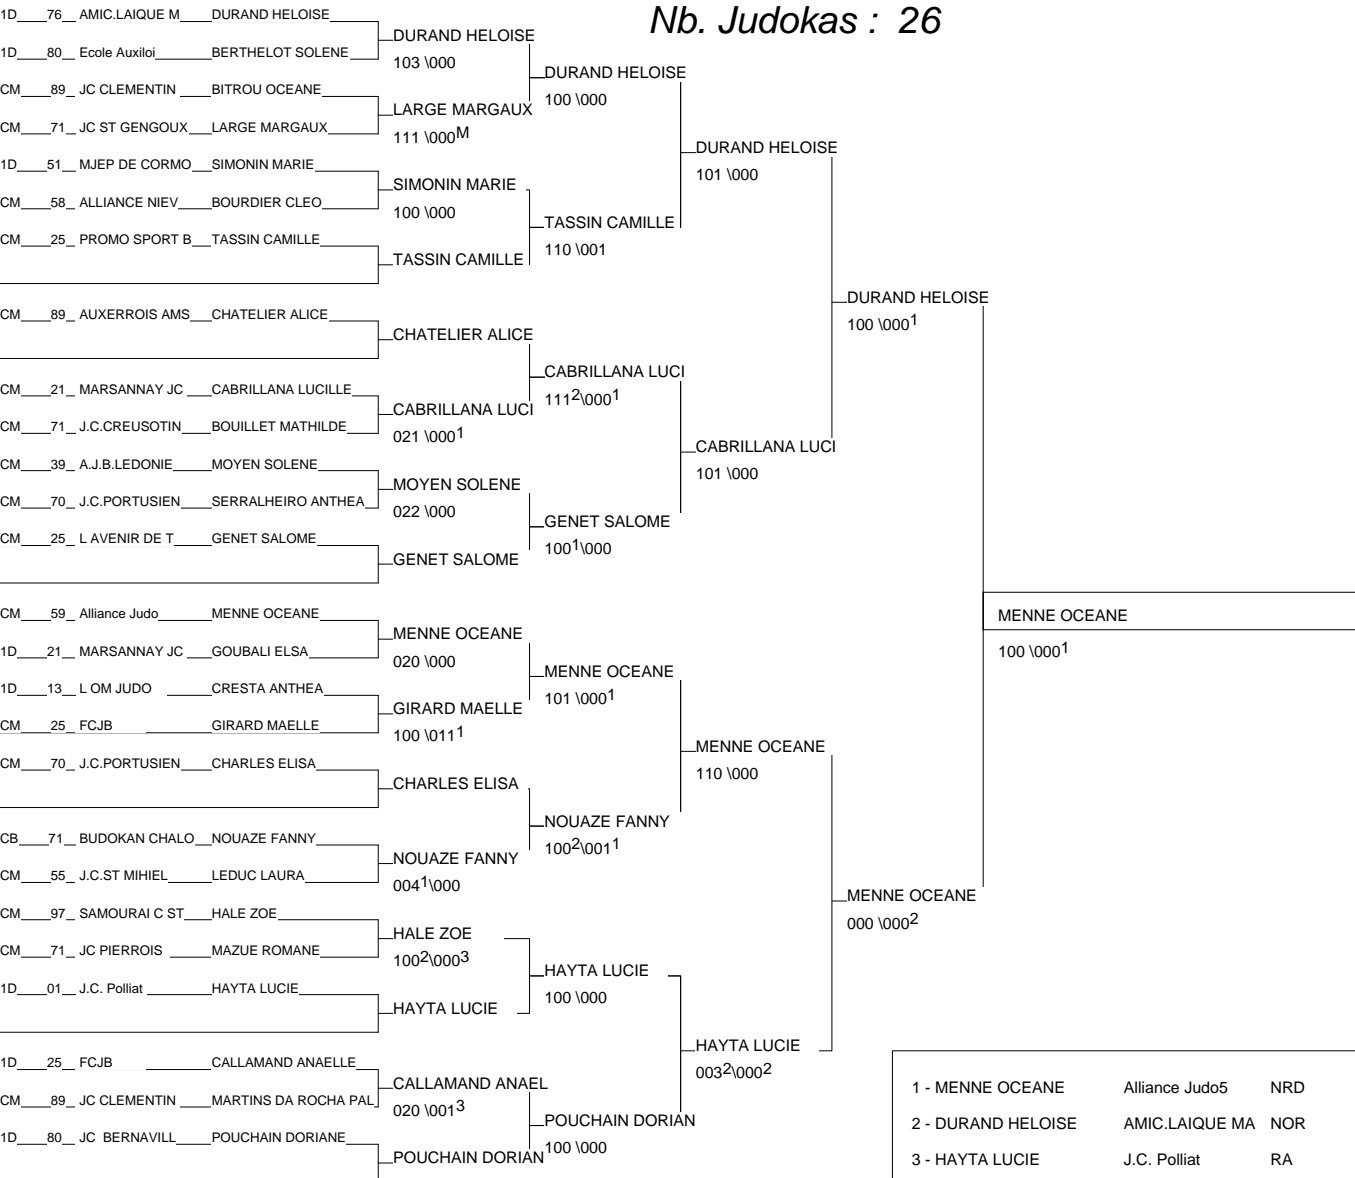 Nb. Judokas : 26
1D 76 AMIC.LAIQUE M DURAND HELOISE
1D 80 Ecole Auxiloi BERTHELOT SOLENE
CM 89 JC CLEMENTIN BITROU OCEANE
CM 71 JC ST GENGOUX LARGE MARGAUX
1D 51 MJEP DE CORMO SIMONIN MARIE
CM 58 ALLIANCE NIEV BOURDIER CLEO
CM 25 PROMO SPORT B TASSIN CAMILLE
CM 89 AUXERROIS AMS CHATELIER ALICE
CM 21 MARSANNAY JC CABRILLANA LUCILLE
CM 71 J.C.CREUSOTIN BOUILLET MATHILDE
CM 39 A.J.B.LEDONIE MOYEN SOLENE
CM 70 J.C.PORTUSIEN SERRALHEIRO ANTHEA
CM 25 L AVENIR DE T GENET SALOME
CM 59 Alliance Judo MENNE OCEANE
1D 21 MARSANNAY JC GOUBALI ELSA
1D 13 L OM JUDO CRESTA ANTHEA
CM 25 FCJB GIRARD MAELLE
CM 70 J.C.PORTUSIEN CHARLES ELISA
CB 71 BUDOKAN CHALO NOUAZE FANNY
CM 55 J.C.ST MIHIEL LEDUC LAURA
CM 97 SAMOURAI C ST HALE ZOE
CM 71 JC PIERROIS MAZUE ROMANE
1D 01 J.C. Polliat HAYTA LUCIE
1D 25 FCJB CALLAMAND ANAELLE
CM 89 JC CLEMENTIN MARTINS DA ROCHA PAL
1D 80 JC BERNAVILL POUCHAIN DORIANE
DURAND HELOISE
103 \000
LARGE MARGAUX
111 \000M
SIMONIN MARIE
100 \000
TASSIN CAMILLE
CHATELIER ALICE
CABRILLANA LUCI
021 \0001
MOYEN SOLENE
022 \000
GENET SALOME
MENNE OCEANE
020 \000
GIRARD MAELLE
100 \0111
CHARLES ELISA
NOUAZE FANNY
0041\000
HALE ZOE
1002\0003
HAYTA LUCIE
CALLAMAND ANAEL
020 \0013
POUCHAIN DORIAN
DURAND HELOISE
100 \000
TASSIN CAMILLE
110 \001
CABRILLANA LUCI
1112\0001
GENET SALOME
1001\000
MENNE OCEANE
101 \0001
NOUAZE FANNY
1002\0011
HAYTA LUCIE
100 \000
POUCHAIN DORIAN
100 \000
DURAND HELOISE
101 \000
CABRILLANA LUCI
101 \000
MENNE OCEANE
110 \000
HAYTA LUCIE
0032\0002
DURAND HELOISE
100 \0001
MENNE OCEANE
000 \0002
MENNE OCEANE
100 \0001
1 - MENNE OCEANE Alliance Judo5 NRD
2 - DURAND HELOISE AMIC.LAIQUE MA NOR
3 - HAYTA LUCIE J.C. Polliat RA